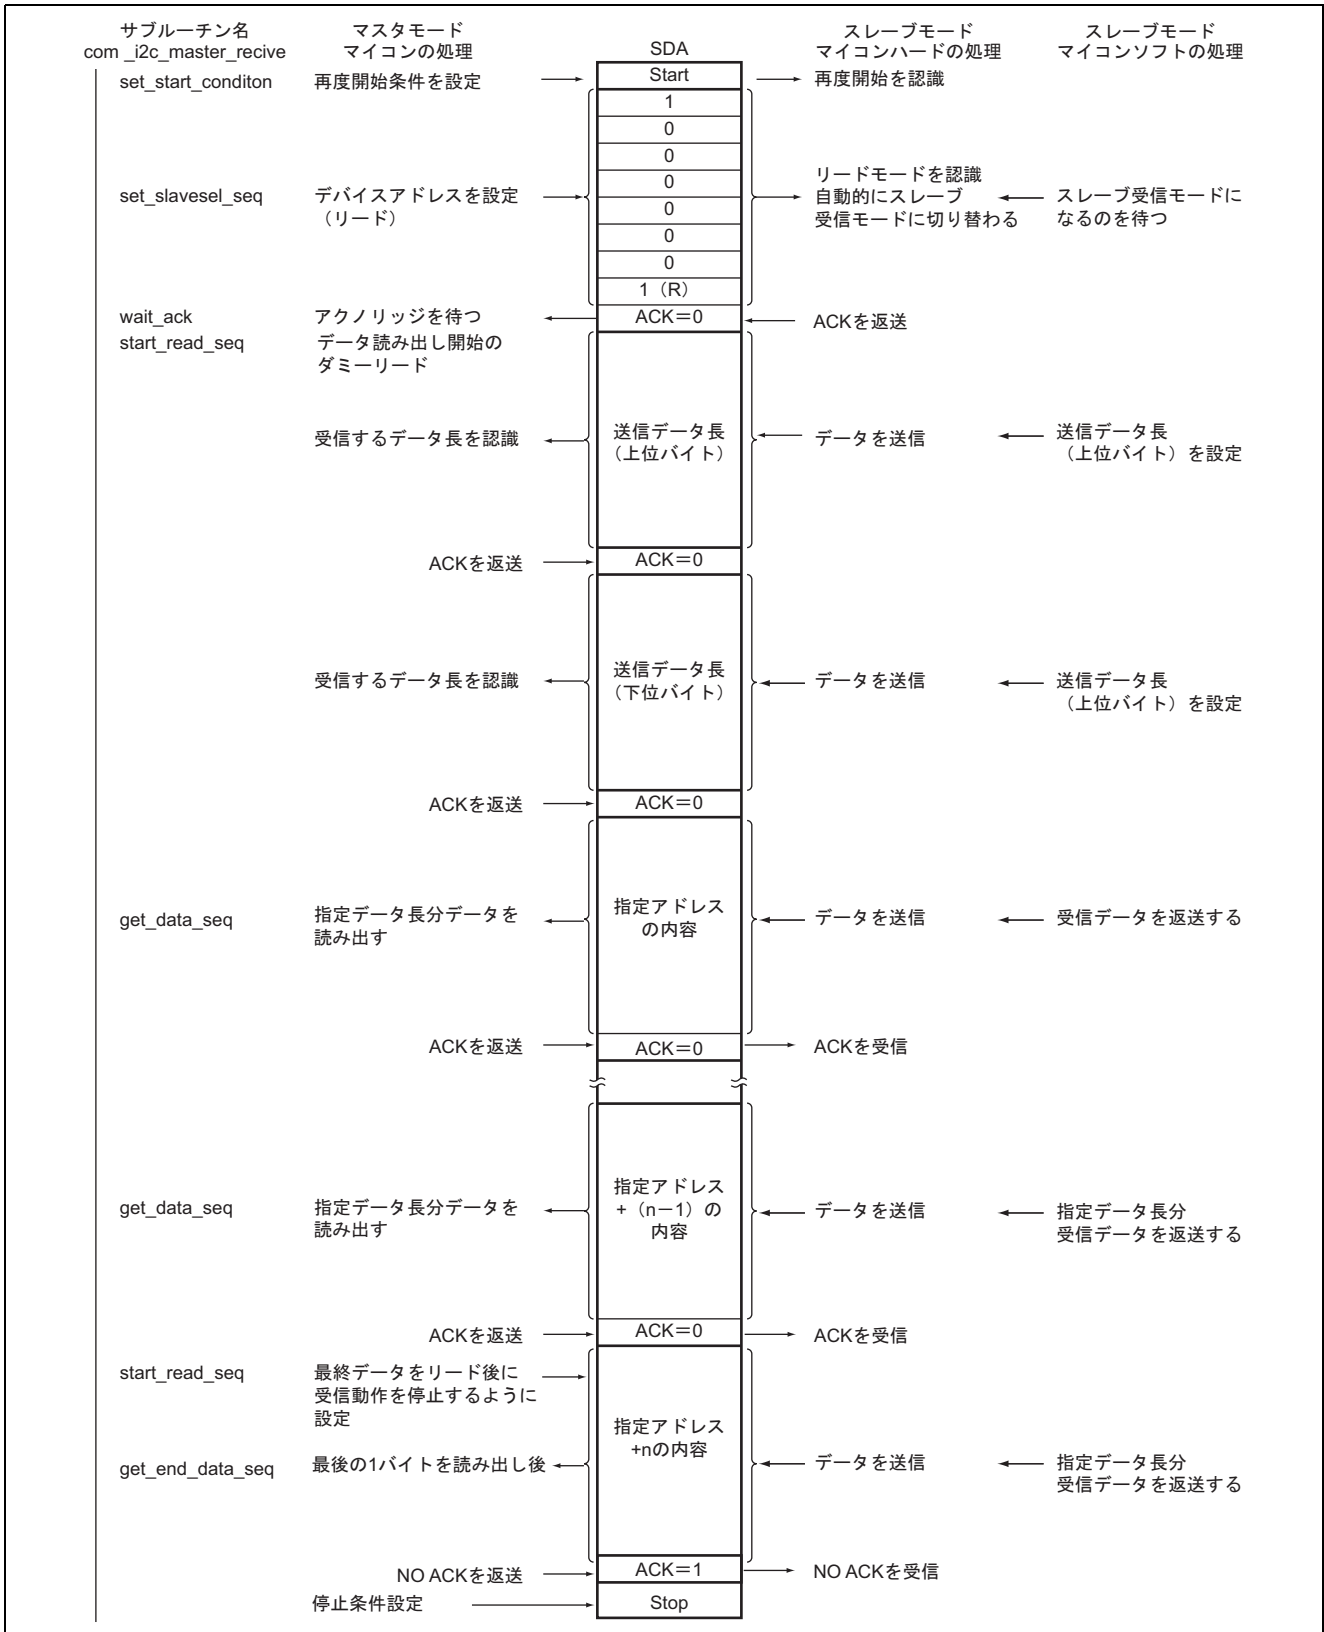 サブルーチン名
com _i2c_master_recive
マスタモード
マイコンの処理
SDA
スレーブモード
マイコンハードの処理
スレーブモード
マイコンソフトの処理
set_start_conditon
再度開始条件を設定
Start
再度開始を認識
1
0
0
0
0
0
0
1（R）
set_slavesel_seq
デバイスアドレスを設定
（リード）
リードモードを認識
自動的にスレーブ
受信モードに切り替わる
スレーブ受信モードに
なるのを待つ
wait_ack
アクノリッジを待つ
ACK＝0
ACKを返送
start_read_seq
データ読み出し開始の
ダミーリード
受信するデータ長を認識
送信データ長
（上位バイト）
データを送信
送信データ長
（上位バイト）を設定
ACKを返送
ACK＝0
受信するデータ長を認識
送信データ長
（下位バイト）
データを送信
送信データ長
（上位バイト）を設定
ACKを返送
ACK＝0
get_data_seq
指定データ長分データを
読み出す
指定アドレス
の内容
データを送信
受信データを返送する
ACKを返送
ACK＝0
ACKを受信
get_data_seq
指定データ長分データを
読み出す
指定アドレス
+（n－1）の
内容
データを送信
指定データ長分
受信データを返送する
ACKを返送
ACK＝0
ACKを受信
start_read_seq
最終データをリード後に
受信動作を停止するように
設定
指定アドレス
+nの内容
get_end_data_seq
最後の1バイトを読み出し後
データを送信
指定データ長分
受信データを返送する
NO ACKを返送
ACK＝1
NO ACKを受信
停止条件設定
Stop